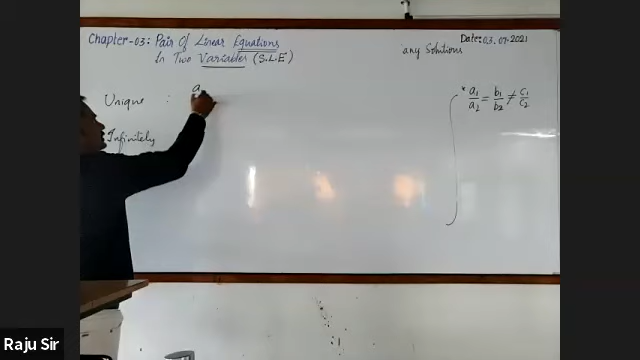 Chapter-03: Pair Of Linear Equations
In Two Variables (S.L.E)
Date: 03.07.2021
any Solutions
Unique : a
Infinitely
* a1/a2 = b1/b2 ≠ c1/c2
Raju Sir